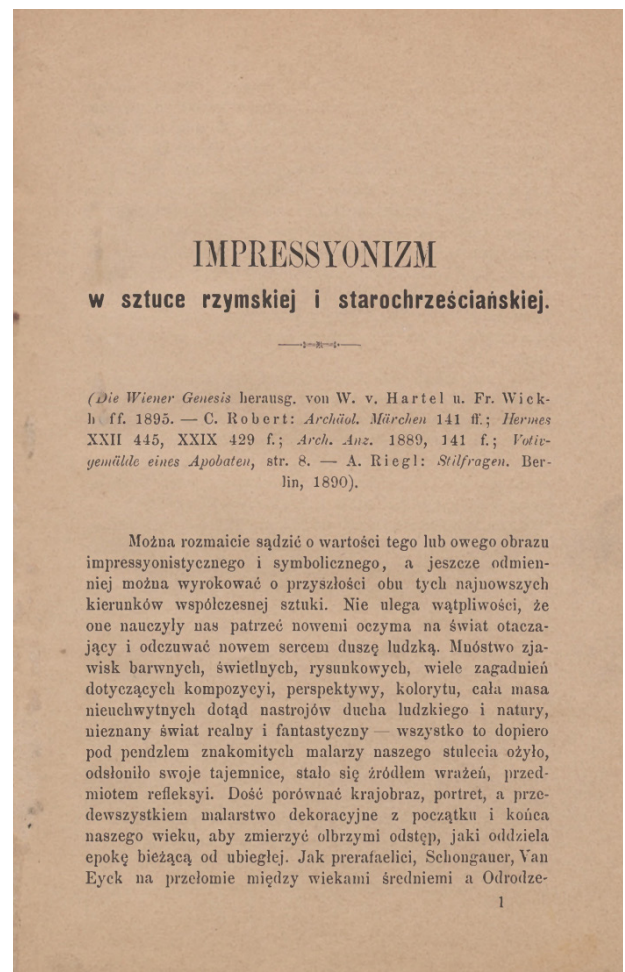 IMPRESSYONIZM
w sztuce rzymskiej i starochrześciańskiej.
(Die Wiener Genesis herausg. von W. v. Hartel u. Fr. Wick-
h ff. 1895. — C. Robert: Archäol. Märchen 141 ff.; Hermes
XXII 445, XXIX 429 f.; Arch. Anz. 1889, 141 f.; Votiv-
gemälde eines Apobaten, str. 8. — A. Riegl: Stilfragen. Ber-
lin, 1890).
Można rozmaicie sądzić o wartości tego lub owego obrazu
impressyonistycznego i symbolicznego, a jeszcze odmien-
niej można wyrokować o przyszłości obu tych najnowszych
kierunków współczesnej sztuki. Nie ulega wątpliwości, że
one nauczyły nas patrzeć nowemi oczyma na świat otacza-
jący i odczuwać nowem sercem duszę ludzką. Mnóstwo zja-
wisk barwnych, świetlnych, rysunkowych, wiele zagadnień
dotyczących kompozycyi, perspektywy, kolorytu, cała masa
nieuchwytnych dotąd nastrojów ducha ludzkiego i natury,
nieznany świat realny i fantastyczny — wszystko to dopiero
pod pendzlem znakomitych malarzy naszego stulecia ożyło,
odsłoniło swoje tajemnice, stało się źródłem wrażeń, przed-
miotem refleksyi. Dość porównać krajobraz, portret, a prze-
dewszystkiem malarstwo dekoracyjne z początku i końca
naszego wieku, aby zmierzyć olbrzymi odstęp, jaki oddziela
epokę bieżącą od ubiegłej. Jak prerafaelici, Schongauer, Van
Eyck na przełomie między wiekami średniemi a Odrodze-
1